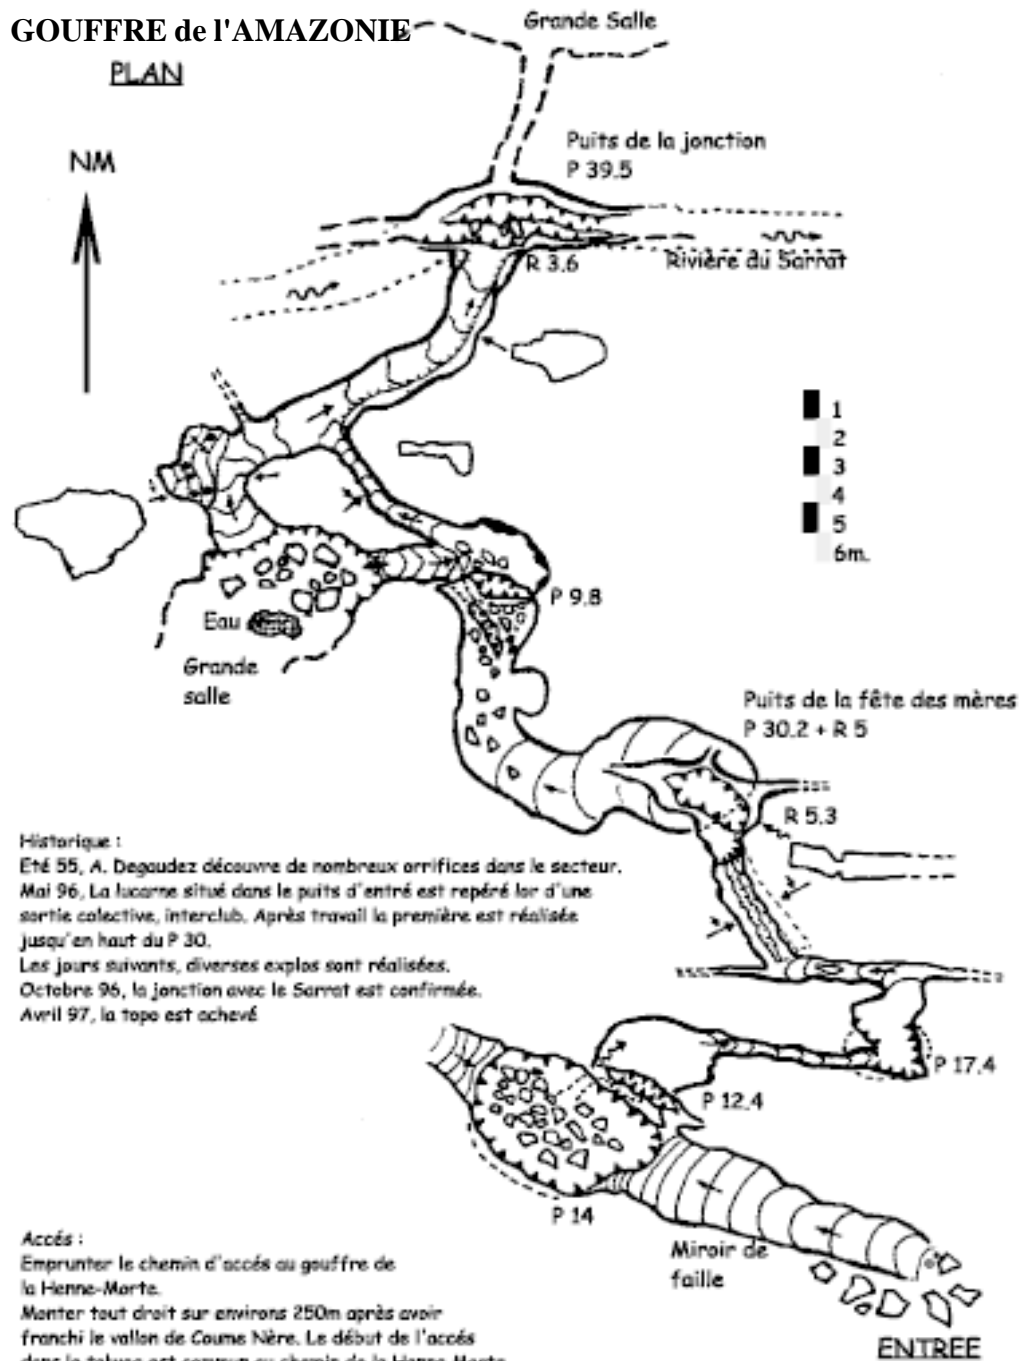 GOUFFRE de l'AMAZONIE
PLAN
Grande Salle
NM
Puits de la jonction
P 39.5
R 3.6
Rivière du Sarrat
1
2
3
4
5
6m.
P 9.8
Eau
Grande
salle
Puits de la fête des mères
P 30.2 + R 5
R 5.3
Historique :
Eté 55, A. Degaudez découvre de nombreux orrifices dans le secteur.
Mai 96, La lucarne situé dans le puits d'entré est repéré lor d'une
sortie colective, interclub. Après travail la première est réalisée
jusqu'en haut du P 30.
Les jours suivants, diverses explos sont réalisées.
Octobre 96, la jonction avec le Sarrat est confirmée.
Avril 97, la topo est achevé
P 17.4
P 12.4
P 14
Miroir de
faille
ENTREE
Accés :
Emprunter le chemin d'accés au gouffre de
la Henne-Morte.
Monter tout droit sur environs 250m après avoir
franchi le vallon de Coume Nère. Le début de l'accés